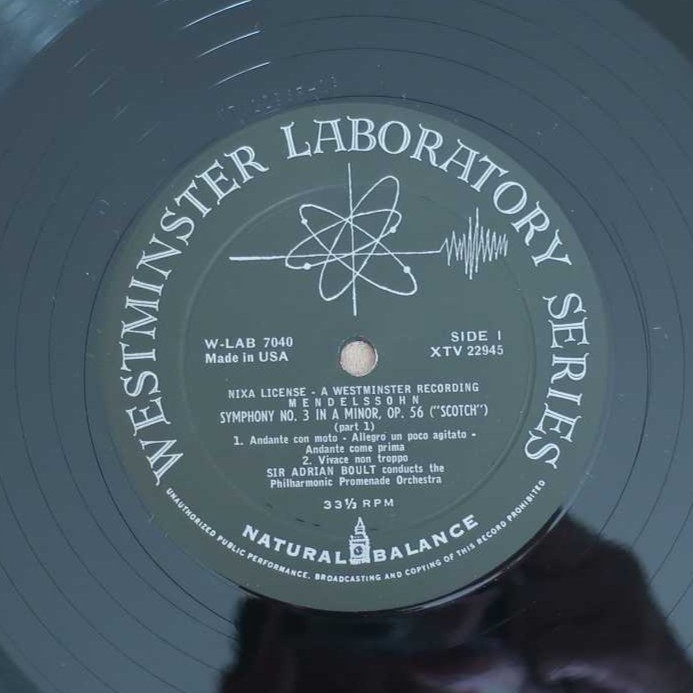 WESTMINSTER LABORATORY SERIES
W-LAB 7040
Made in USA
SIDE 1
XTV 22945
NIXA LICENSE - A WESTMINSTER RECORDING
MENDELSSOHN
SYMPHONY NO. 3 IN A MINOR, OP. 56 ("SCOTCH")
(part 1)
1. Andante con moto - Allegro un poco agitato -
Andante come prima
2. Vivace non troppo
SIR ADRIAN BOULT conducts the
Philharmonic Promenade Orchestra
33⅓ RPM
NATURAL BALANCE
UNAUTHORIZED PUBLIC PERFORMANCE, BROADCASTING AND COPYING OF THIS RECORD PROHIBITED